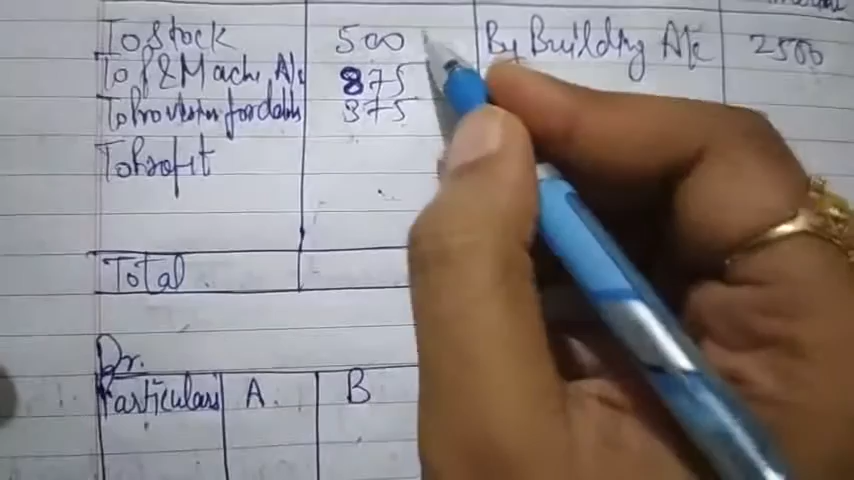 To Stock 500 By Building A/c 2500
To P & Mach. A/c 875
To Provision for debts 375
To Profit
Total
Dr.
Particulars A B